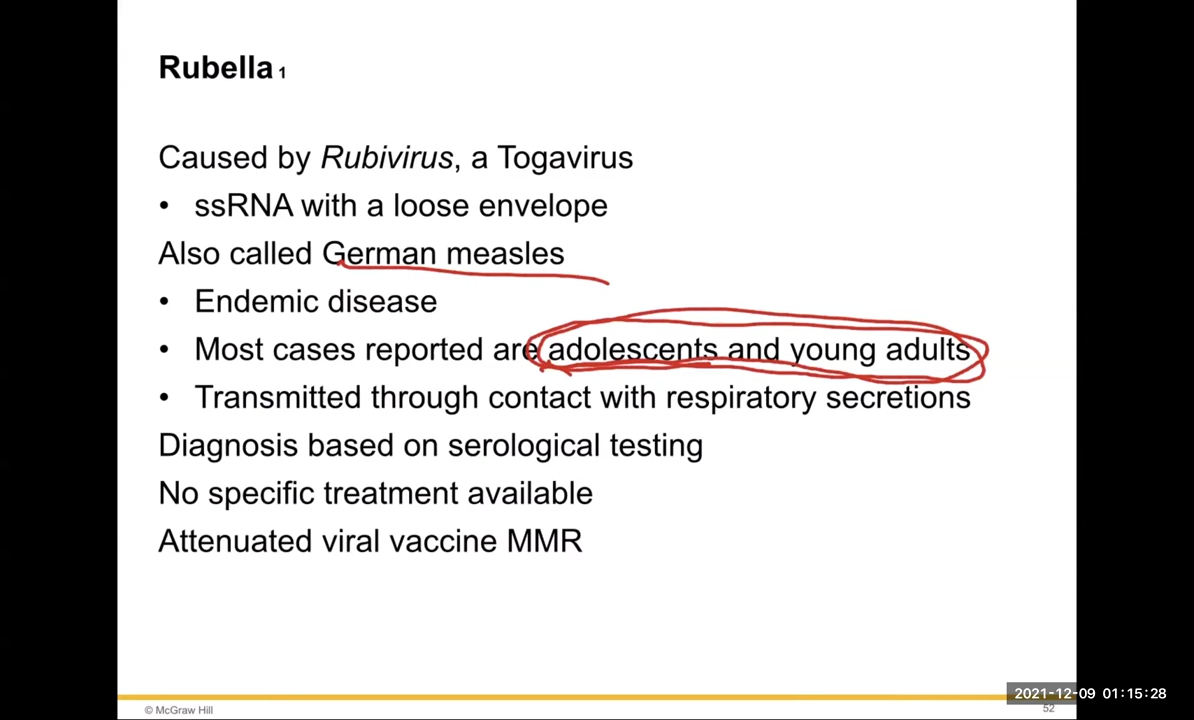 Rubella 1
Caused by Rubivirus, a Togavirus
• ssRNA with a loose envelope
Also called German measles
• Endemic disease
• Most cases reported are adolescents and young adults
• Transmitted through contact with respiratory secretions
Diagnosis based on serological testing
No specific treatment available
Attenuated viral vaccine MMR
2021-12-09 01:15:28
© McGraw Hill
52